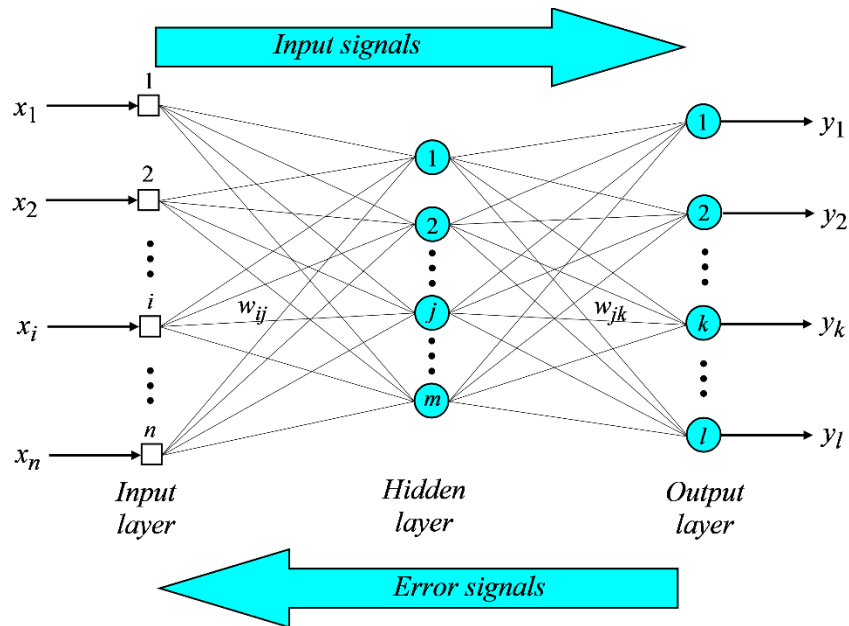 Input signals
1
x1
1
y1
1
2
x2
2
2
y2
i
xi
wij
j
wjk
k
yk
m
n
xn
l
yl
Input layer
Hidden layer
Output layer
Error signals